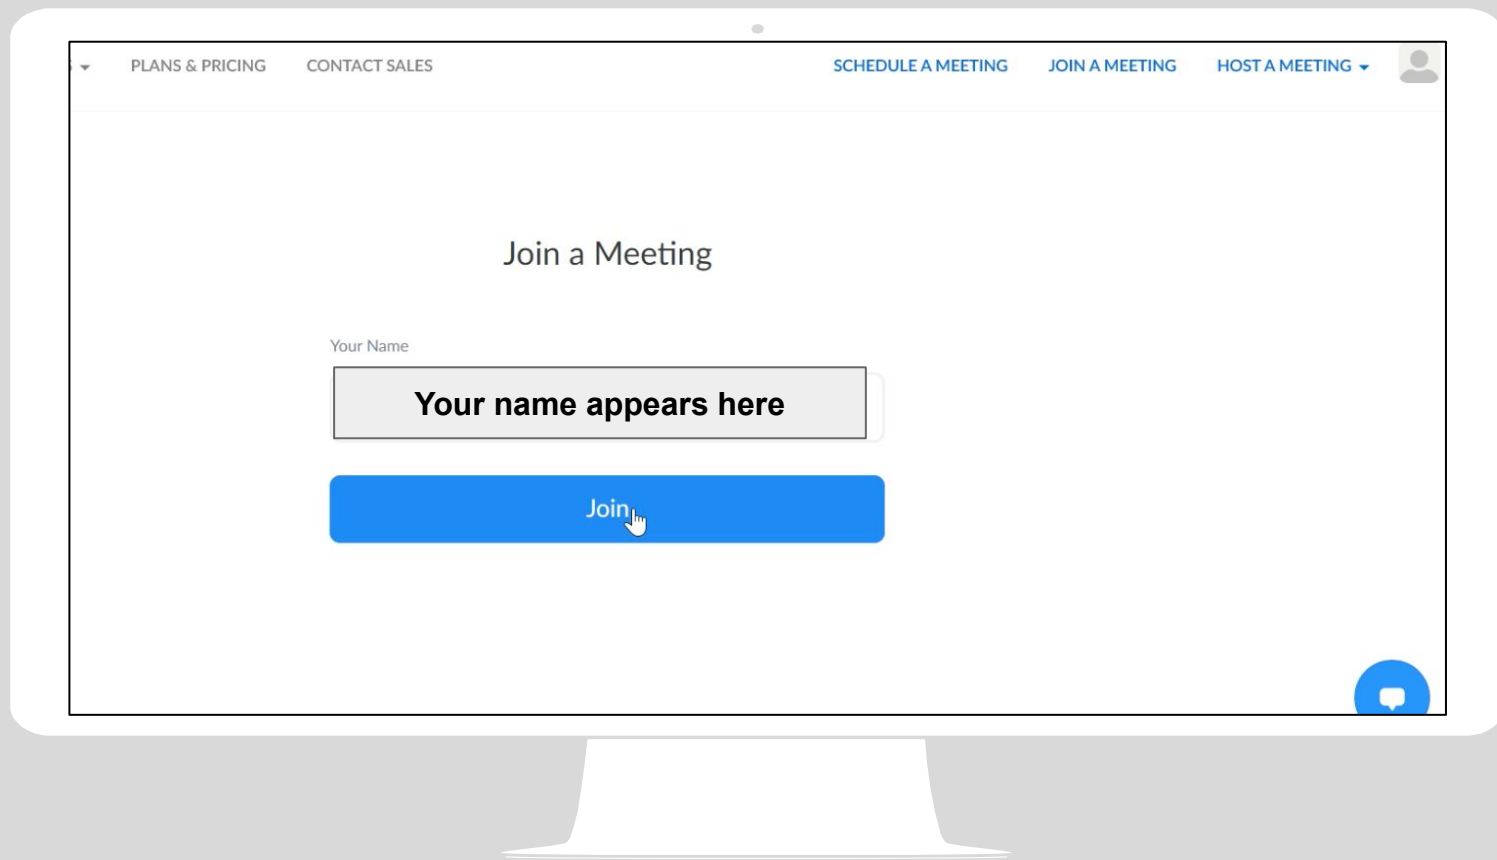 PLANS & PRICING CONTACT SALES SCHEDULE A MEETING JOIN A MEETING HOST A MEETING
Join a Meeting
Your Name
Your name appears here
Join